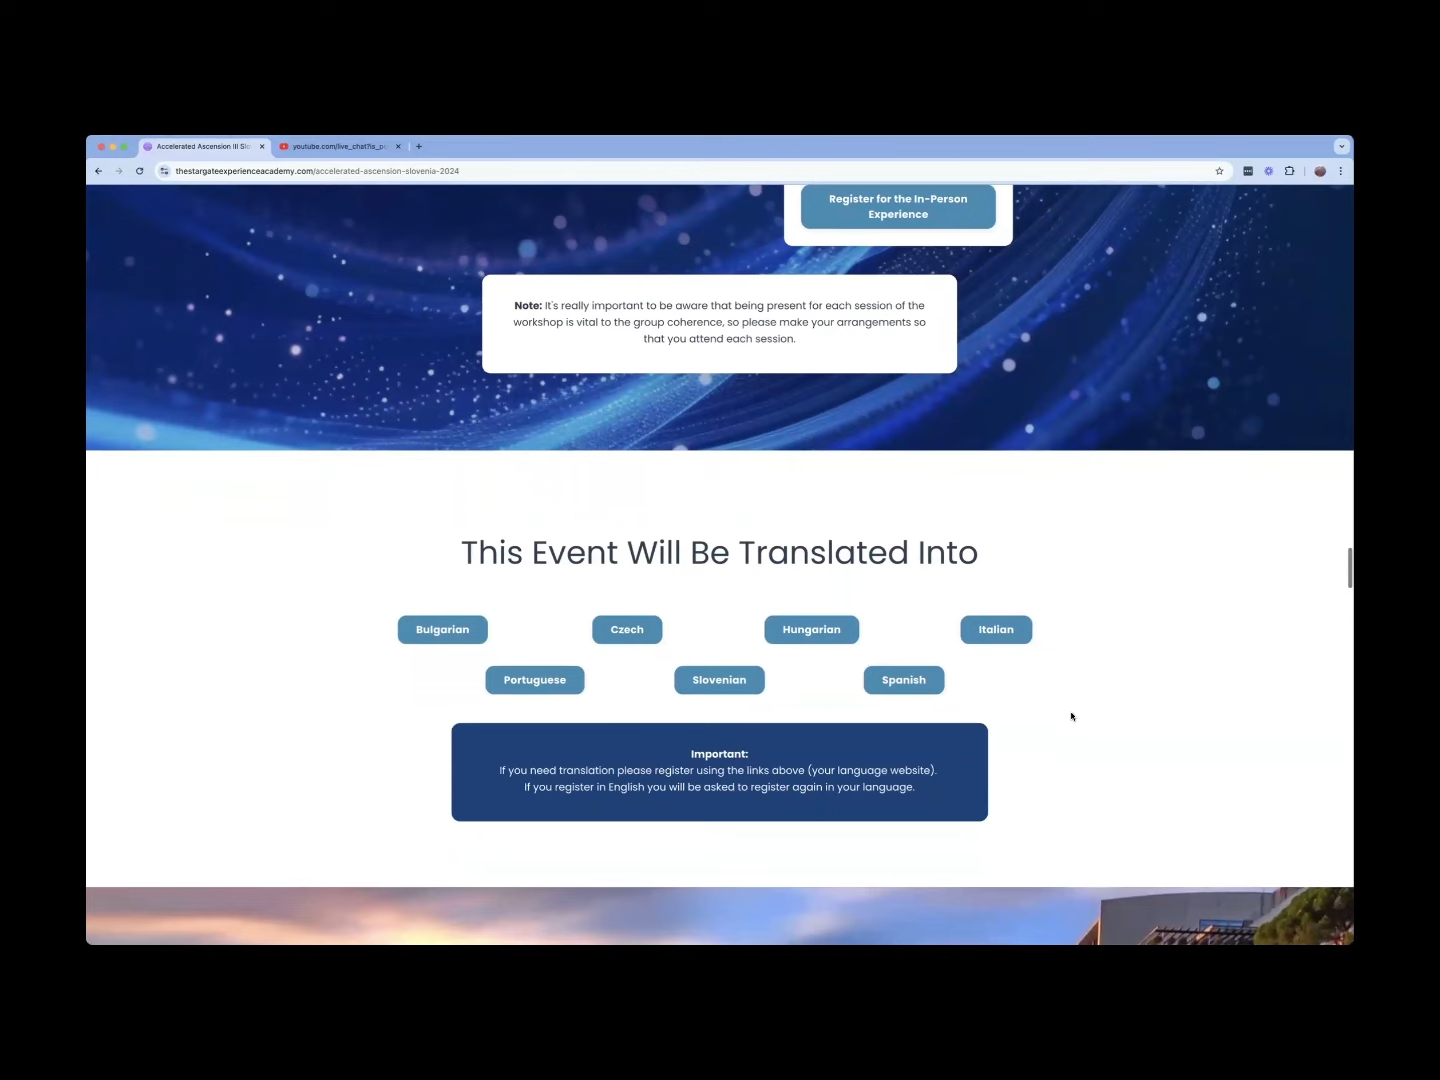 Accelerated Ascension III Slo
youtube.com/live_chat?is_po
thestargateexperienceacademy.com/accelerated-ascension-slovenia-2024
Register for the In-Person
Experience
Note: It's really important to be aware that being present for each session of the
workshop is vital to the group coherence, so please make your arrangements so
that you attend each session.
This Event Will Be Translated Into
Bulgarian
Czech
Hungarian
Italian
Portuguese
Slovenian
Spanish
Important:
If you need translation please register using the links above (your language website).
If you register in English you will be asked to register again in your language.